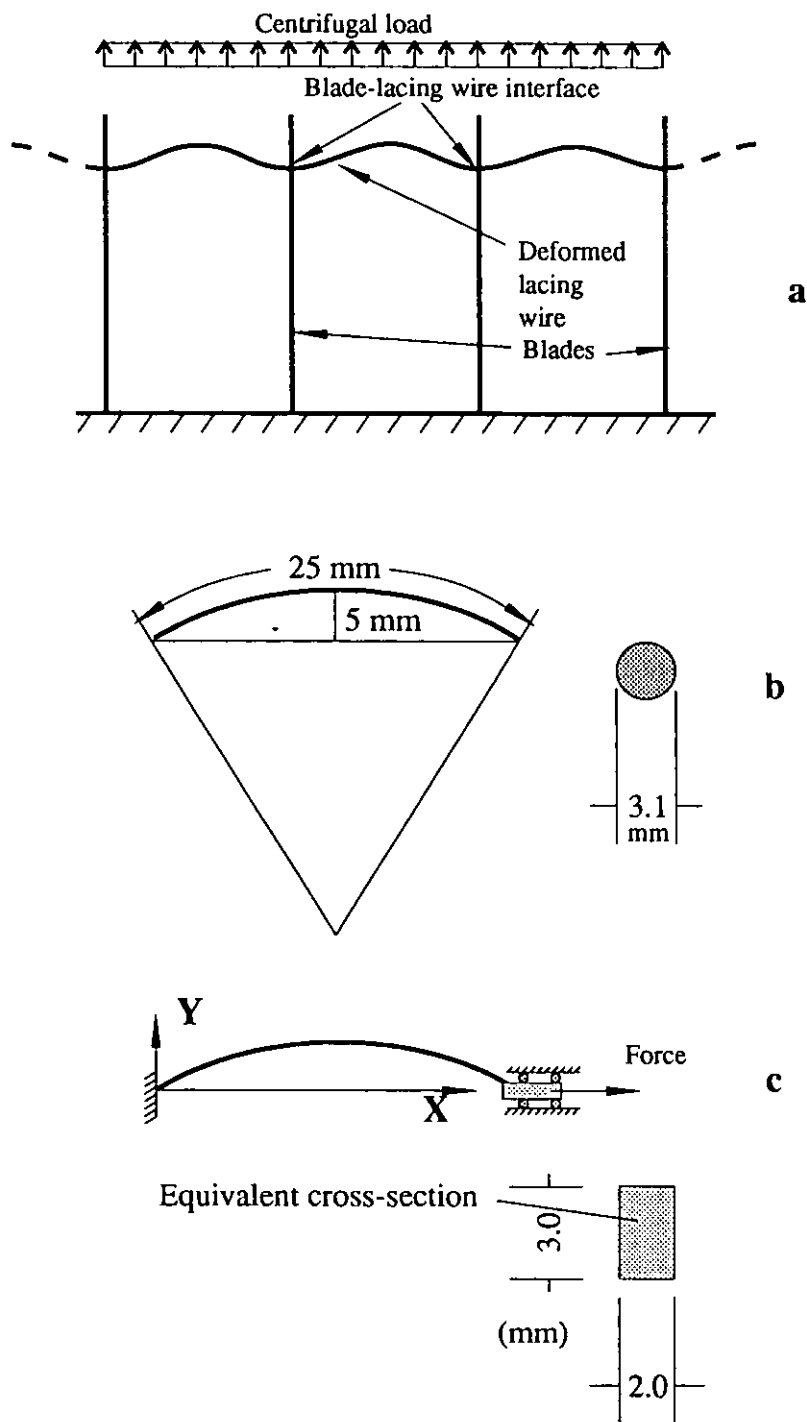 Centrifugal load
Blade-lacing wire interface
Deformed
lacing
wire
Blades
a
25 mm
5 mm
b
3.1
mm
Y
X
Force
c
Equivalent cross-section
3.0
(mm)
2.0